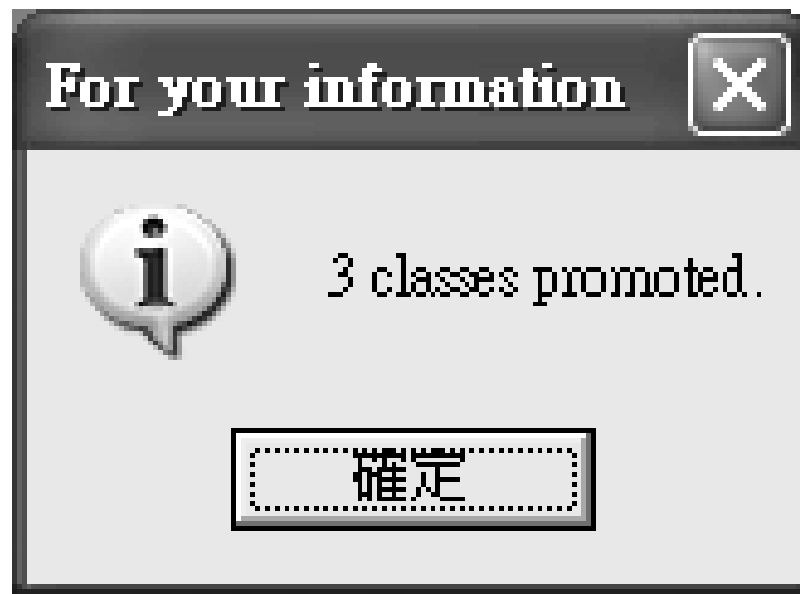 For your information
3 classes promoted.
確定